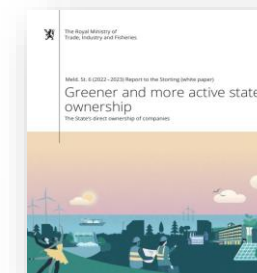 The Royal Ministry of
Trade, Industry and Fisheries
Meld. St. 6 (2022–2023) Report to the Storting (white paper)
Greener and more active state
ownership
The State's direct ownership of companies